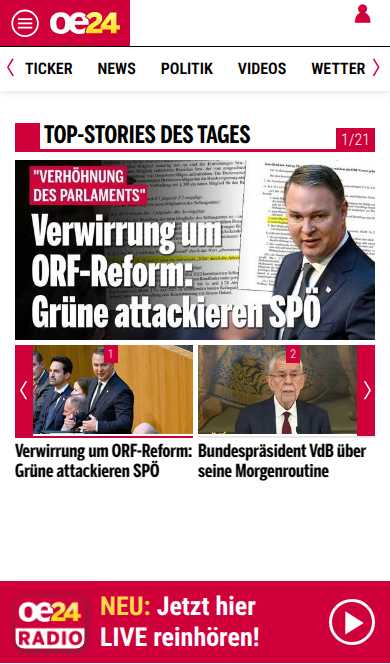 oe24
TICKER NEWS POLITIK VIDEOS WETTER
TOP-STORIES DES TAGES
1/21
"VERHÖHNUNG
DES PARLAMENTS"
Verwirrung um
ORF-Reform:
Grüne attackieren SPÖ
1
2
Verwirrung um ORF-Reform:
Grüne attackieren SPÖ
Bundespräsident VdB über
seine Morgenroutine
oe24
RADIO
NEU: Jetzt hier
LIVE reinhören!